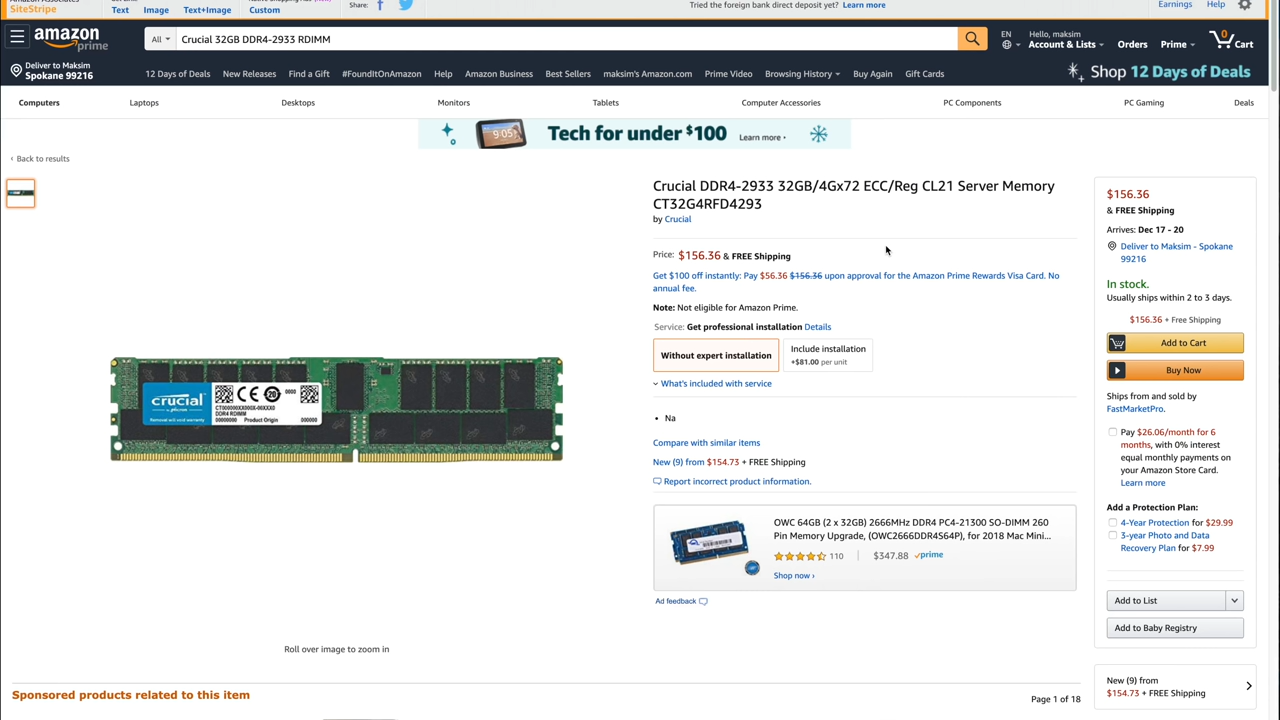 SiteStripe
Text Image Text+Image Custom
Share:
Tried the foreign bank direct deposit yet? Learn more
Earnings Help
amazon prime
All
Crucial 32GB DDR4-2933 RDIMM
EN
Hello, maksim
Account & Lists
Orders
Prime
0
Cart
Deliver to Maksim
Spokane 99216
12 Days of Deals New Releases Find a Gift #FoundItOnAmazon Help Amazon Business Best Sellers maksim's Amazon.com Prime Video Browsing History Buy Again Gift Cards
Shop 12 Days of Deals
Computers Laptops Desktops Monitors Tablets Computer Accessories PC Components PC Gaming Deals
9:05
Tech for under $100 Learn more ›
‹ Back to results
Crucial DDR4-2933 32GB/4Gx72 ECC/Reg CL21 Server Memory
CT32G4RFD4293
by Crucial
Price: $156.36 & FREE Shipping
Get $100 off instantly: Pay $56.36 $156.36 upon approval for the Amazon Prime Rewards Visa Card. No
annual fee.
Note: Not eligible for Amazon Prime.
Service: Get professional installation Details
Without expert installation
Include installation
+$81.00 per unit
What's included with service
• Na
Compare with similar items
New (9) from $154.73 + FREE Shipping
Report incorrect product information.
OWC 64GB (2 x 32GB) 2666MHz DDR4 PC4-21300 SO-DIMM 260
Pin Memory Upgrade, (OWC2666DDR4S64P), for 2018 Mac Mini...
110
$347.88 prime
Shop now ›
Ad feedback
crucial
by Micron
DDR4 RDIMM
Product Origin
Roll over image to zoom in
$156.36
& FREE Shipping
Arrives: Dec 17 - 20
Deliver to Maksim - Spokane
99216
In stock.
Usually ships within 2 to 3 days.
$156.36 + Free Shipping
Add to Cart
Buy Now
Ships from and sold by
FastMarketPro.
Pay $26.06/month for 6
months, with 0% interest
equal monthly payments on
your Amazon Store Card.
Learn more
Add a Protection Plan:
4-Year Protection for $29.99
3-year Photo and Data
Recovery Plan for $7.99
Add to List
Add to Baby Registry
New (9) from
$154.73 + FREE Shipping
Sponsored products related to this item
Page 1 of 18